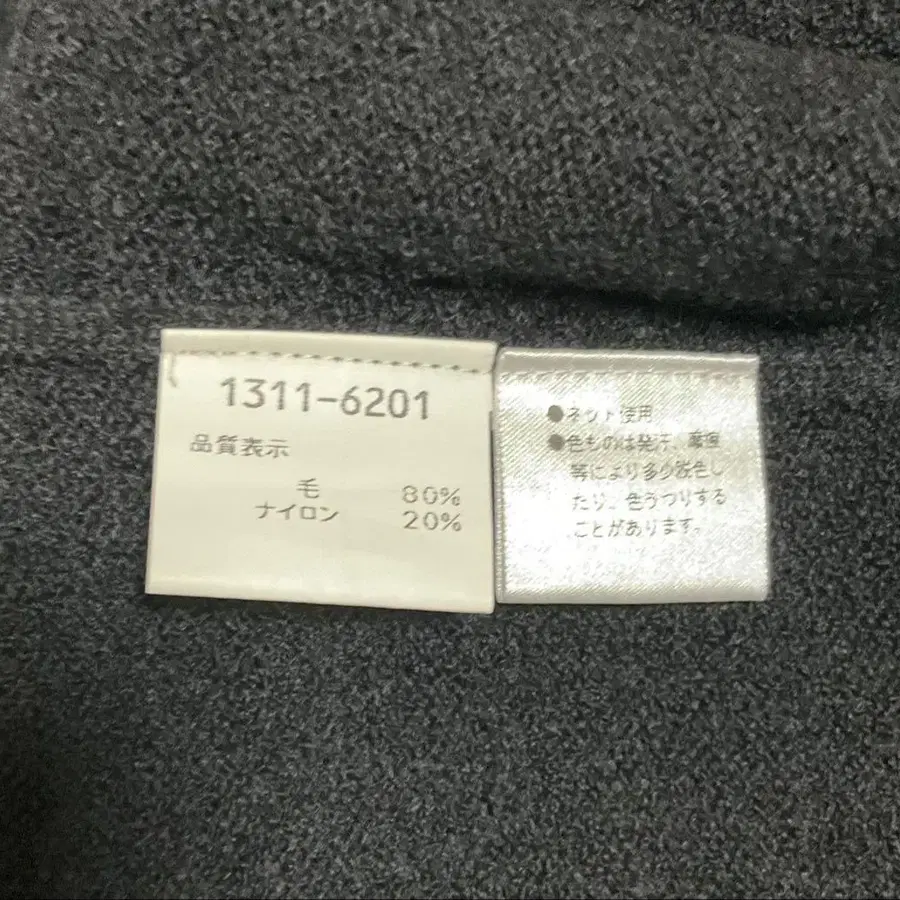 1311-6201
品質表示
毛 80%
ナイロン 20%
●ネット使用
●色ものは発汗、摩擦
等により多少脱色し
たり、色うつりする
ことがあります。